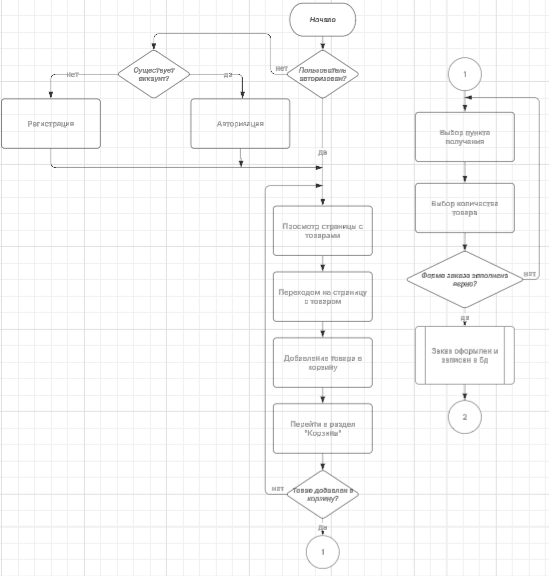 Начало
Пользователь
авторизован?
нет
Существует
аккаунт?
нет
да
Регистрация
Авторизация
да
Просмотр страницы с
товарами
Переходом на страницу
с товаром
Добавление товара в
корзину
Перейти в раздел
"Корзина"
Товар добавлен в
корзину?
нет
да
1
1
Выбор пункта
получения
Выбор количества
товара
Форма заказа заполнена
верно?
нет
да
Заказ оформлен и
записан в бд
2